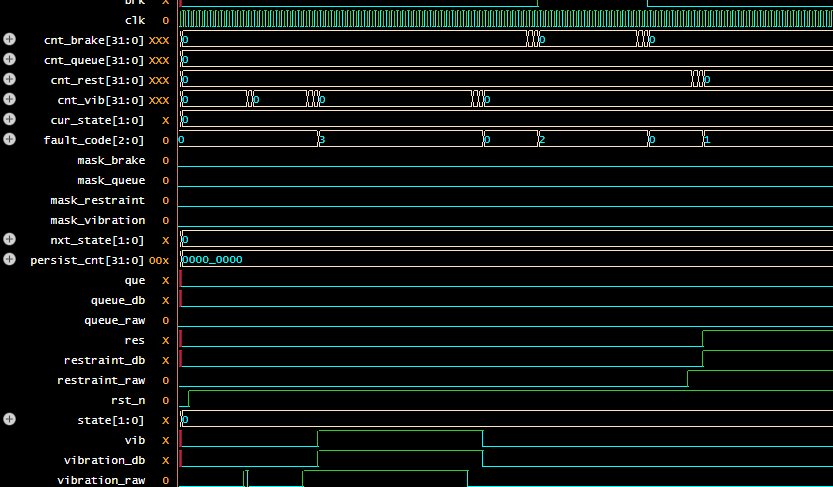 brk X
clk 0
cnt_brake[31:0] XXX 0 0 0
cnt_queue[31:0] XXX 0
cnt_rest[31:0] XXX 0 0
cnt_vib[31:0] XXX 0 0 0 0
cur_state[1:0] X 0
fault_code[2:0] 0 0 3 0 2 0 1
mask_brake 0
mask_queue 0
mask_restraint 0
mask_vibration 0
nxt_state[1:0] X 0
persist_cnt[31:0] 00X 0000_0000
que X
queue_db X
queue_raw 0
res X
restraint_db X
restraint_raw 0
rst_n 0
state[1:0] X 0
vib X
vibration_db X
vibration_raw 0